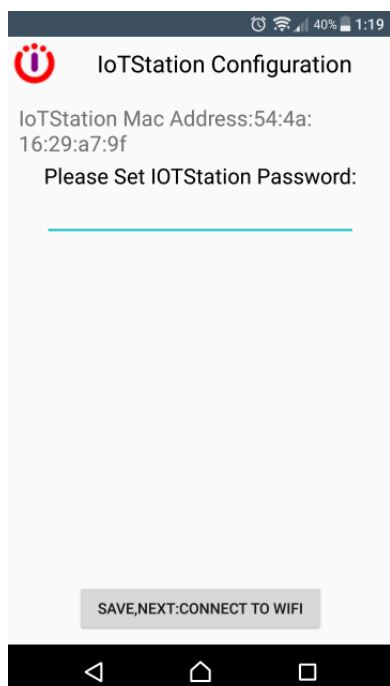 40% 1:19
IoTStation Configuration
IoTStation Mac Address:54:4a:
16:29:a7:9f
Please Set IOTStation Password:
SAVE,NEXT:CONNECT TO WIFI